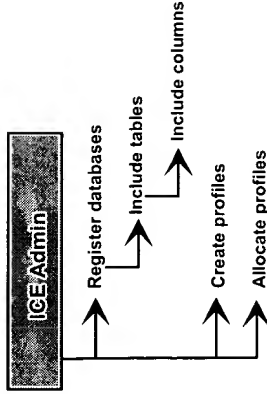 ICE Admin
Register databases
Include tables
Include columns
Create profiles
Allocate profiles